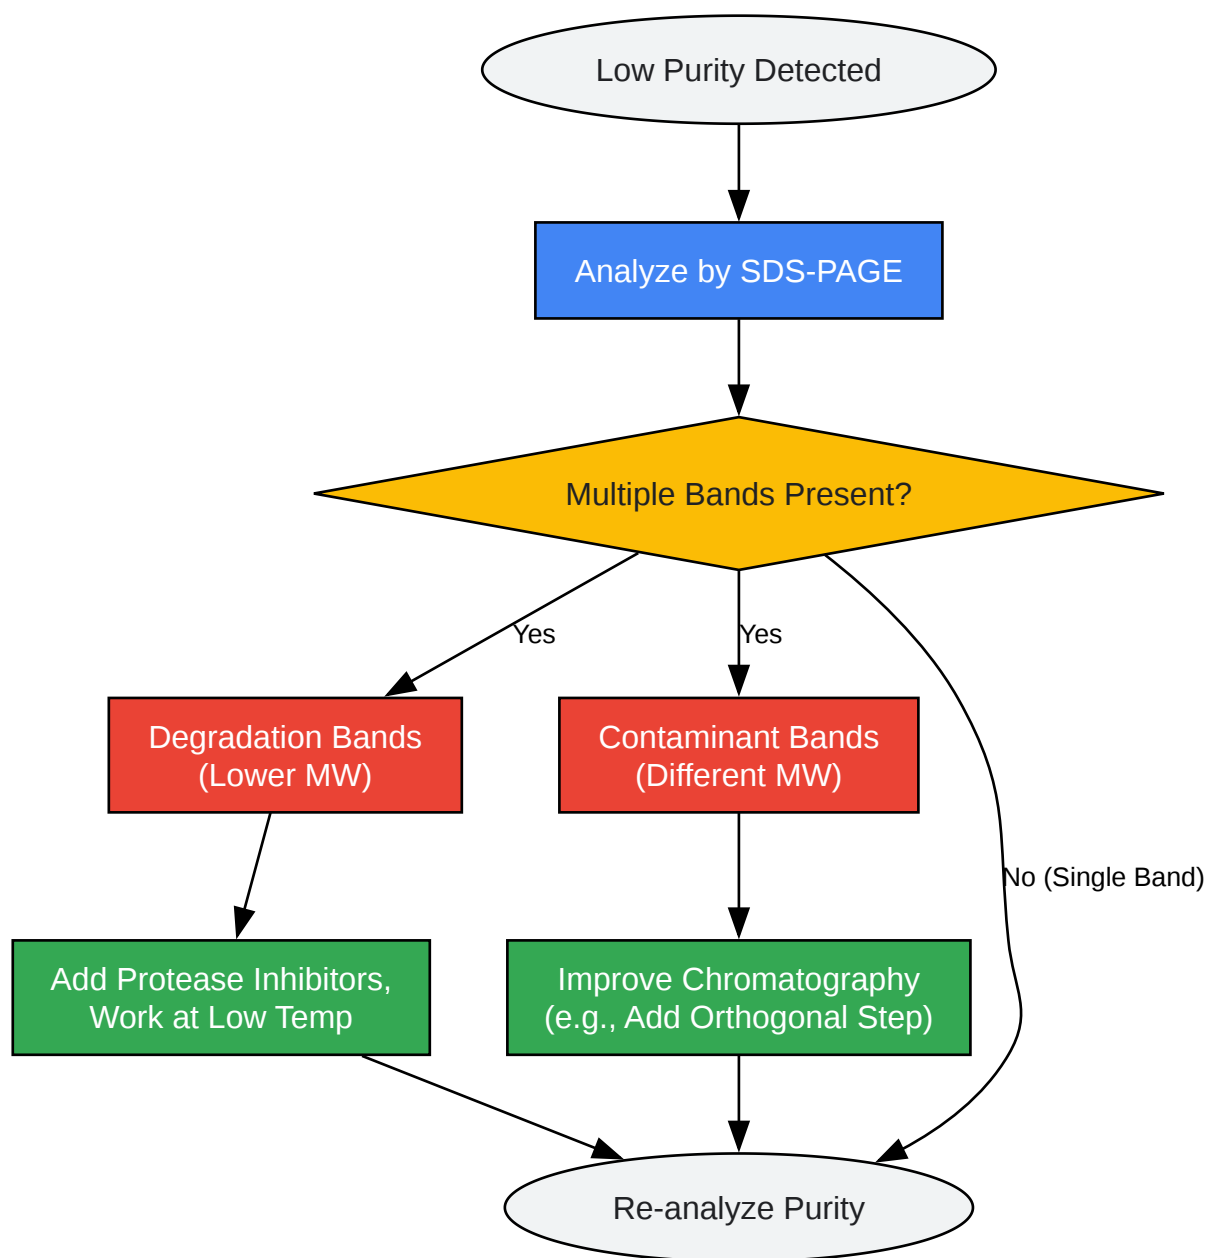 Low Purity Detected
Analyze by SDS-PAGE
Multiple Bands Present?
Yes
Yes
Degradation Bands
(Lower MW)
Contaminant Bands
(Different MW)
No (Single Band)
Add Protease Inhibitors,
Work at Low Temp
Improve Chromatography
(e.g., Add Orthogonal Step)
Re-analyze Purity